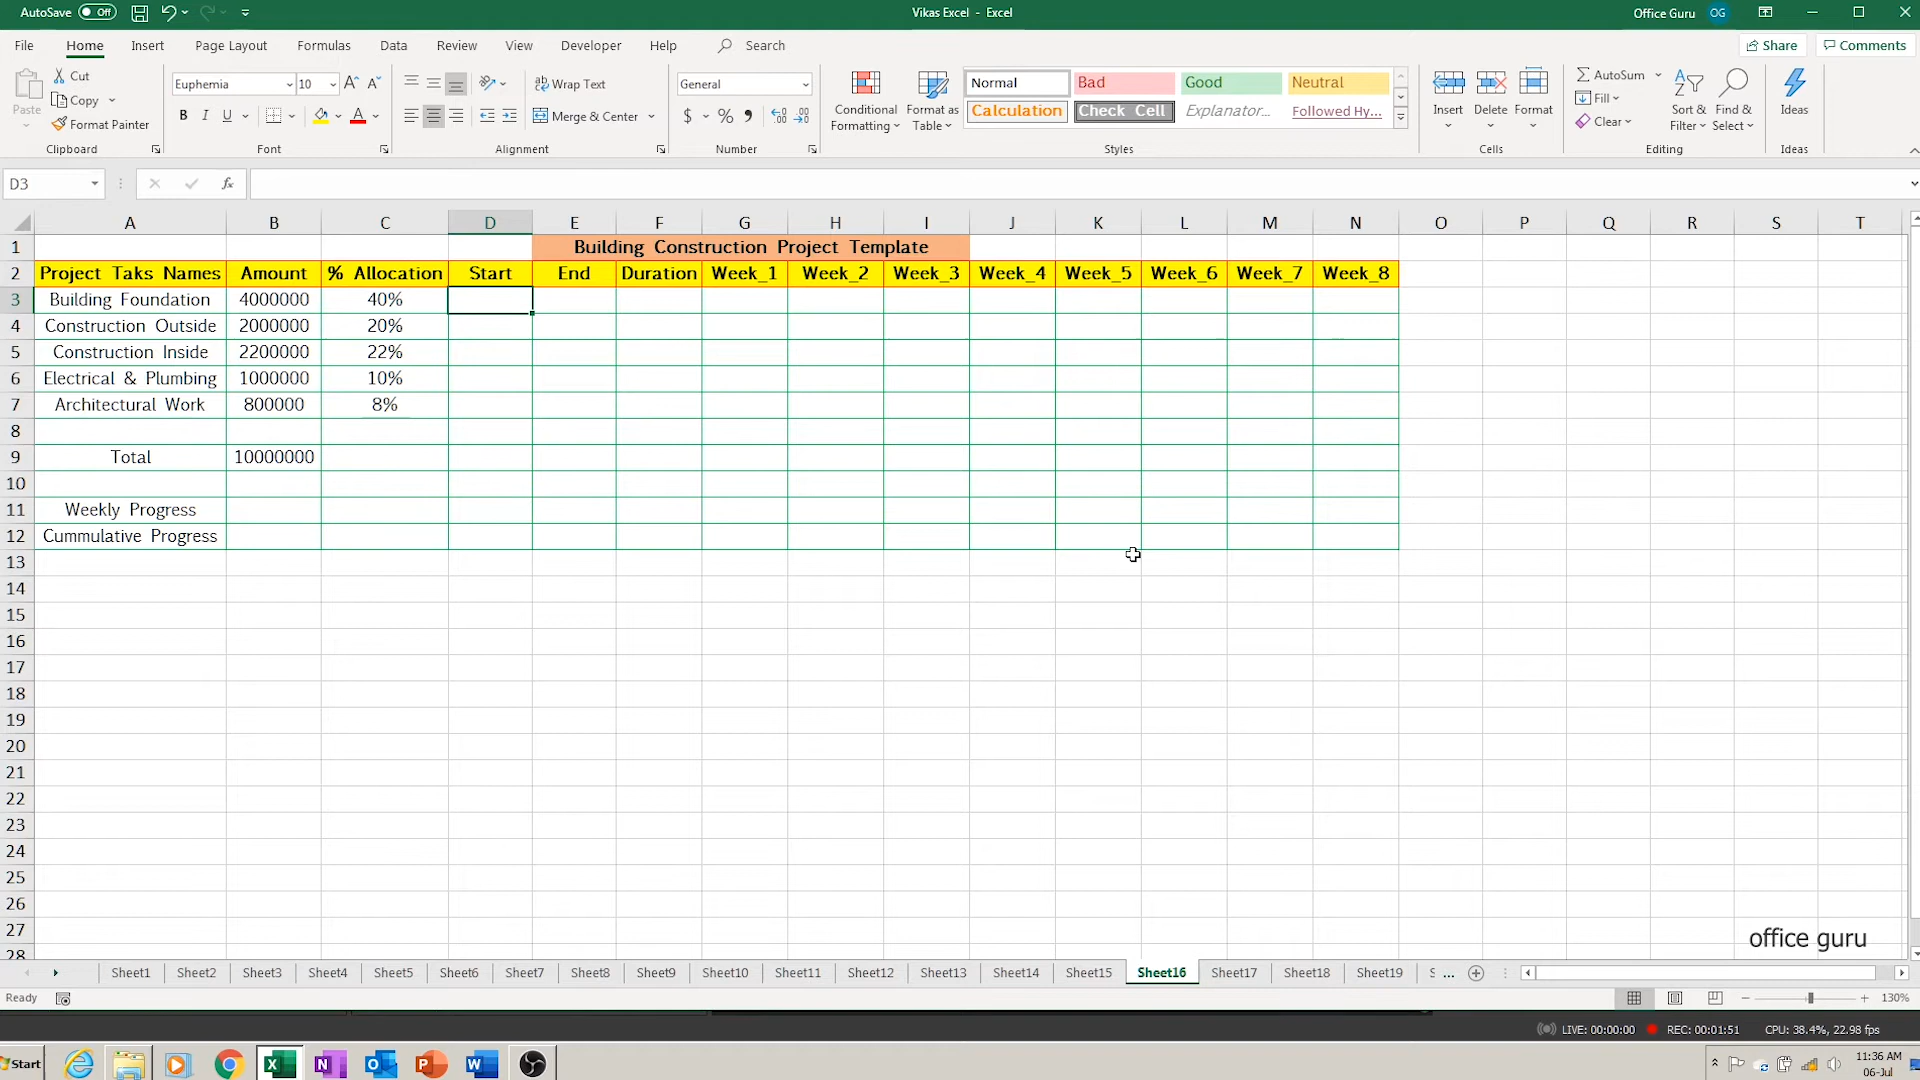 AutoSave Off
Vikas Excel - Excel
Office Guru OG
File Home Insert Page Layout Formulas Data Review View Developer Help Search
Share Comments
Paste
Cut
Copy
Format Painter
Clipboard
Euphemia 10
B I U
Font
Wrap Text
Merge & Center
Alignment
General
$ % ,
Number
Conditional Formatting
Format as Table
Normal Bad Good Neutral
Calculation Check Cell Explanator... Followed Hy...
Styles
Insert Delete Format
Cells
AutoSum
Fill
Clear
Sort & Filter
Find & Select
Editing
Ideas
Ideas
D3 fx
A B C D E F G H I J K L M N O P Q R S T
1 Building Construction Project Template
2 Project Taks Names Amount % Allocation Start End Duration Week_1 Week_2 Week_3 Week_4 Week_5 Week_6 Week_7 Week_8
3 Building Foundation 4000000 40%
4 Construction Outside 2000000 20%
5 Construction Inside 2200000 22%
6 Electrical & Plumbing 1000000 10%
7 Architectural Work 800000 8%
8
9 Total 10000000
10
11 Weekly Progress
12 Cummulative Progress
13
14
15
16
17
18
19
20
21
22
23
24
25
26
27
28
office guru
Sheet1 Sheet2 Sheet3 Sheet4 Sheet5 Sheet6 Sheet7 Sheet8 Sheet9 Sheet10 Sheet11 Sheet12 Sheet13 Sheet14 Sheet15 Sheet16 Sheet17 Sheet18 Sheet19 S ...
Ready
130%
LIVE: 00:00:00 REC: 00:01:51 CPU: 38.4%, 22.98 fps
Start
11:36 AM
06-Jul